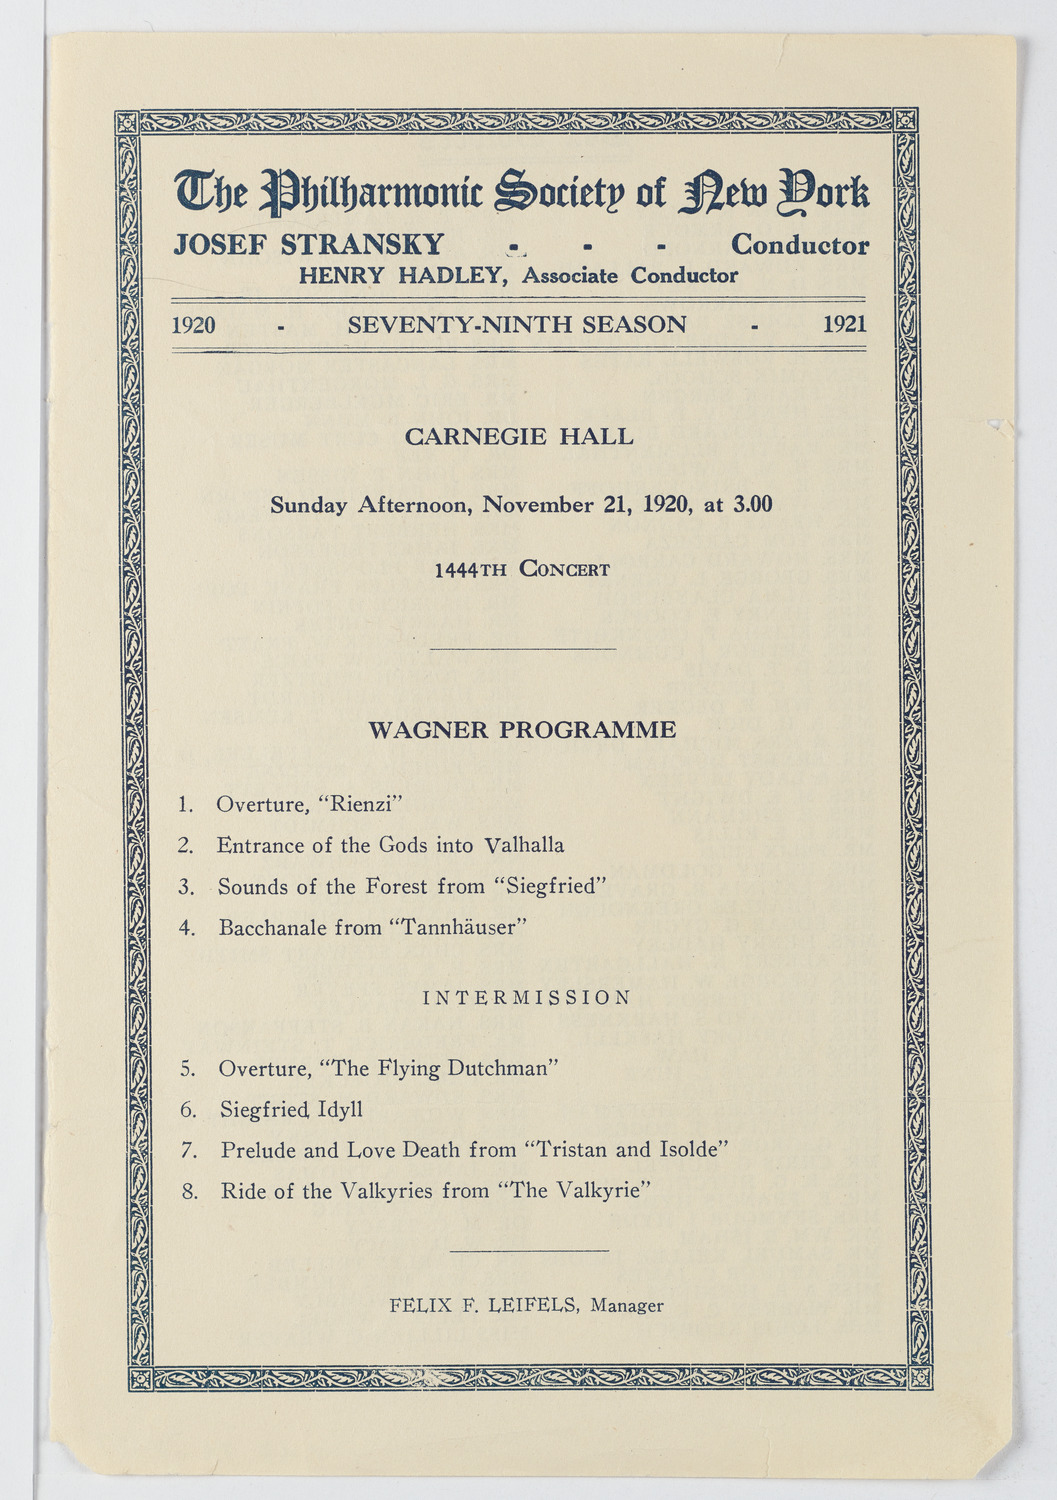 The Philharmonic Society of New York
JOSEF STRANSKY - - - Conductor
HENRY HADLEY, Associate Conductor
1920 - SEVENTY-NINTH SEASON - 1921
CARNEGIE HALL
Sunday Afternoon, November 21, 1920, at 3.00
1444TH CONCERT
WAGNER PROGRAMME
1. Overture, “Rienzi”
2. Entrance of the Gods into Valhalla
3. Sounds of the Forest from “Siegfried”
4. Bacchanale from “Tannhäuser”
INTERMISSION
5. Overture, “The Flying Dutchman”
6. Siegfried Idyll
7. Prelude and Love Death from “Tristan and Isolde”
8. Ride of the Valkyries from “The Valkyrie”
FELIX F. LEIFELS, Manager